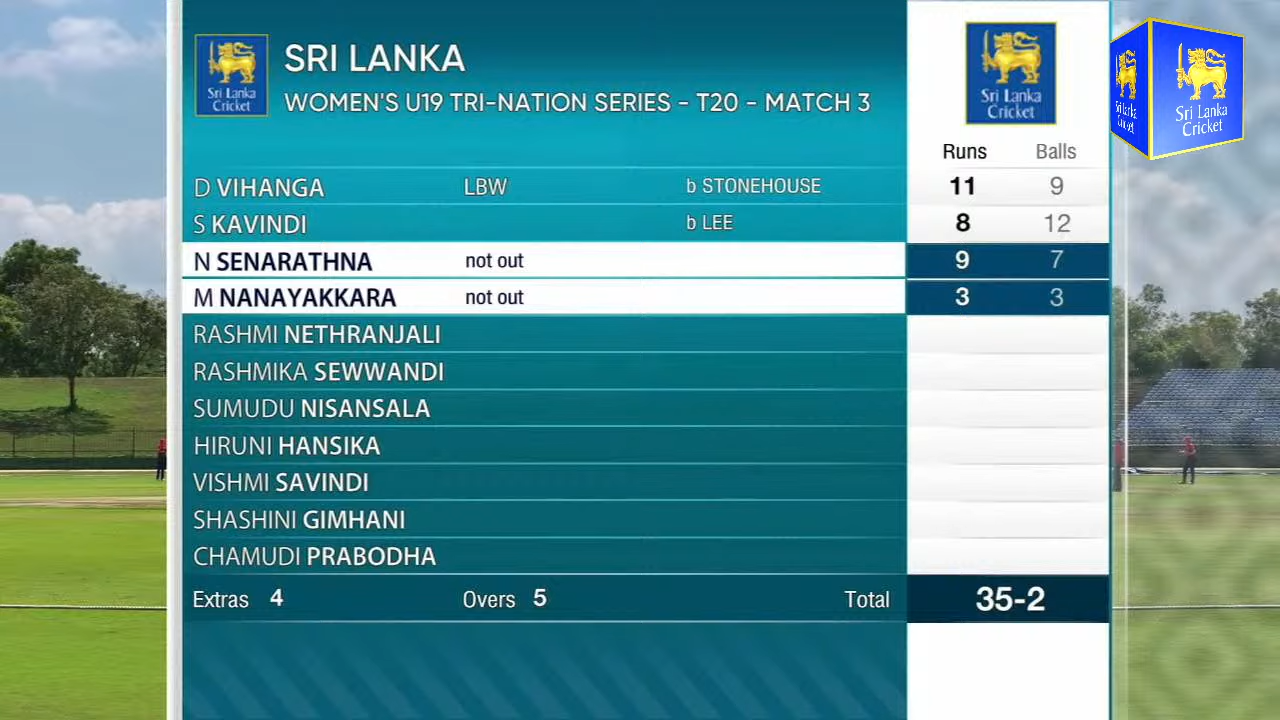 SRI LANKA
WOMEN'S U19 TRI-NATION SERIES - T20 - MATCH 3
Sri Lanka
Cricket
Sri Lanka
Cricket
Sri Lanka
Cricket
Sri Lanka
Cricket
Runs Balls
D VIHANGA LBW b STONEHOUSE 11 9
S KAVINDI b LEE 8 12
N SENARATHNA not out 9 7
M NANAYAKKARA not out 3 3
RASHMI NETHRANJALI
RASHMIKA SEWWANDI
SUMUDU NISANSALA
HIRUNI HANSIKA
VISHMI SAVINDI
SHASHINI GIMHANI
CHAMUDI PRABODHA
Extras 4 Overs 5 Total 35-2